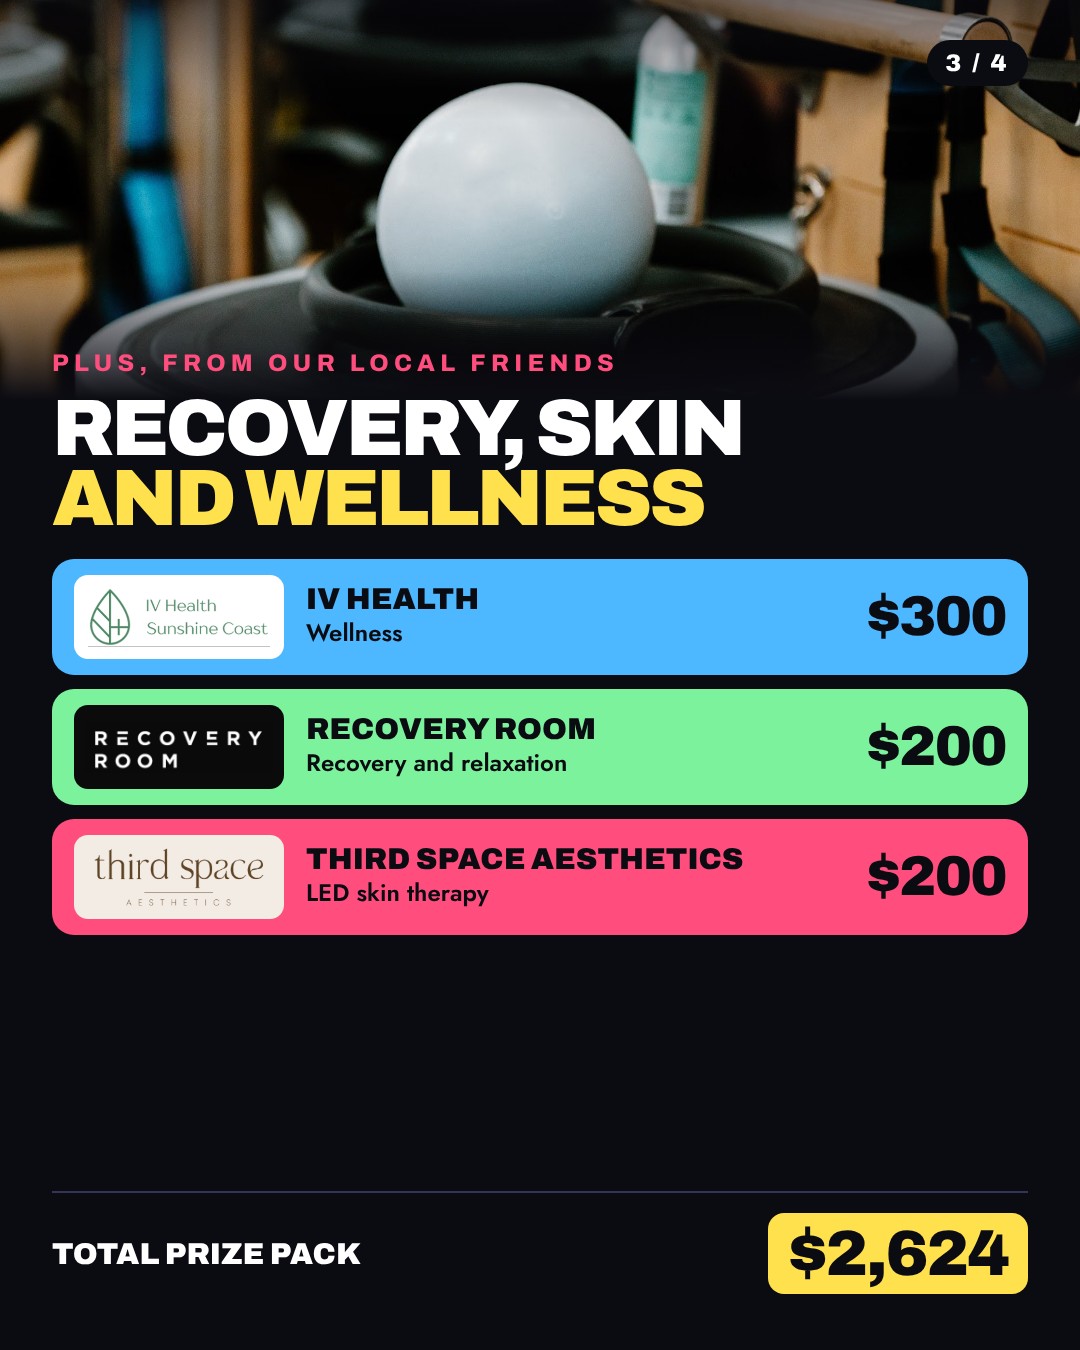 3 / 4
PLUS, FROM OUR LOCAL FRIENDS
RECOVERY, SKIN
AND WELLNESS
IV Health
Sunshine Coast
IV HEALTH
Wellness
$300
RECOVERY
ROOM
RECOVERY ROOM
Recovery and relaxation
$200
third space
AESTHETICS
THIRD SPACE AESTHETICS
LED skin therapy
$200
TOTAL PRIZE PACK
$2,624